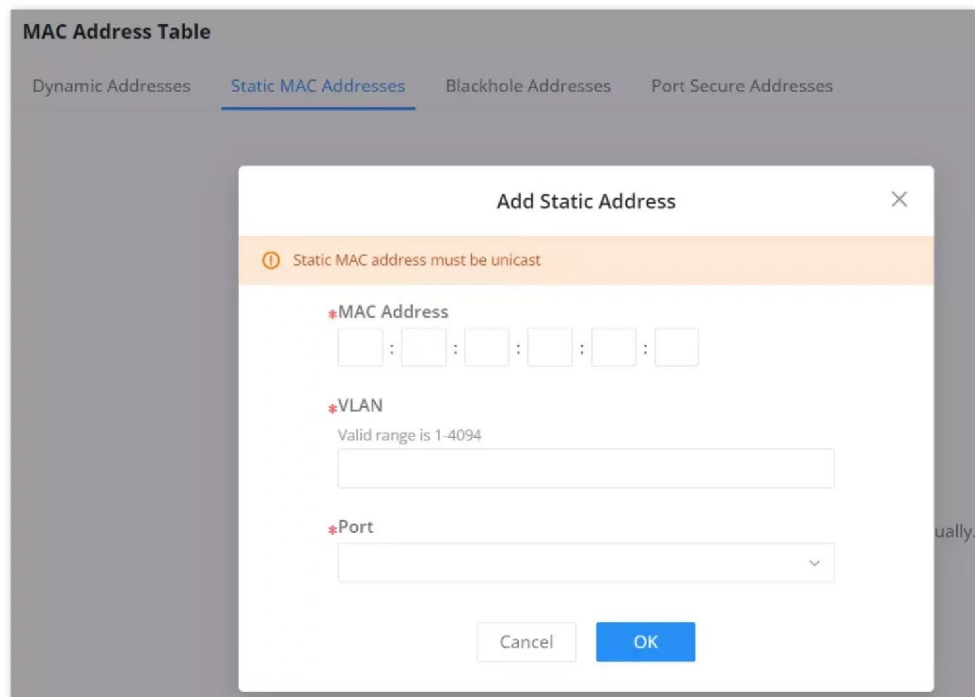 MAC Address Table
Dynamic Addresses Static MAC Addresses Blackhole Addresses Port Secure Addresses
Add Static Address
Static MAC address must be unicast
*MAC Address
: : : : :
*VLAN
Valid range is 1-4094
*Port
ually.
Cancel OK